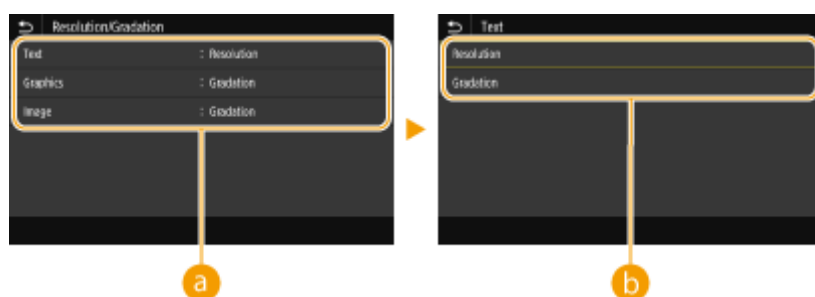 Resolution/Gradation
Text : Resolution
Graphics : Gradation
Image : Gradation
a
Text
Resolution
Gradation
b